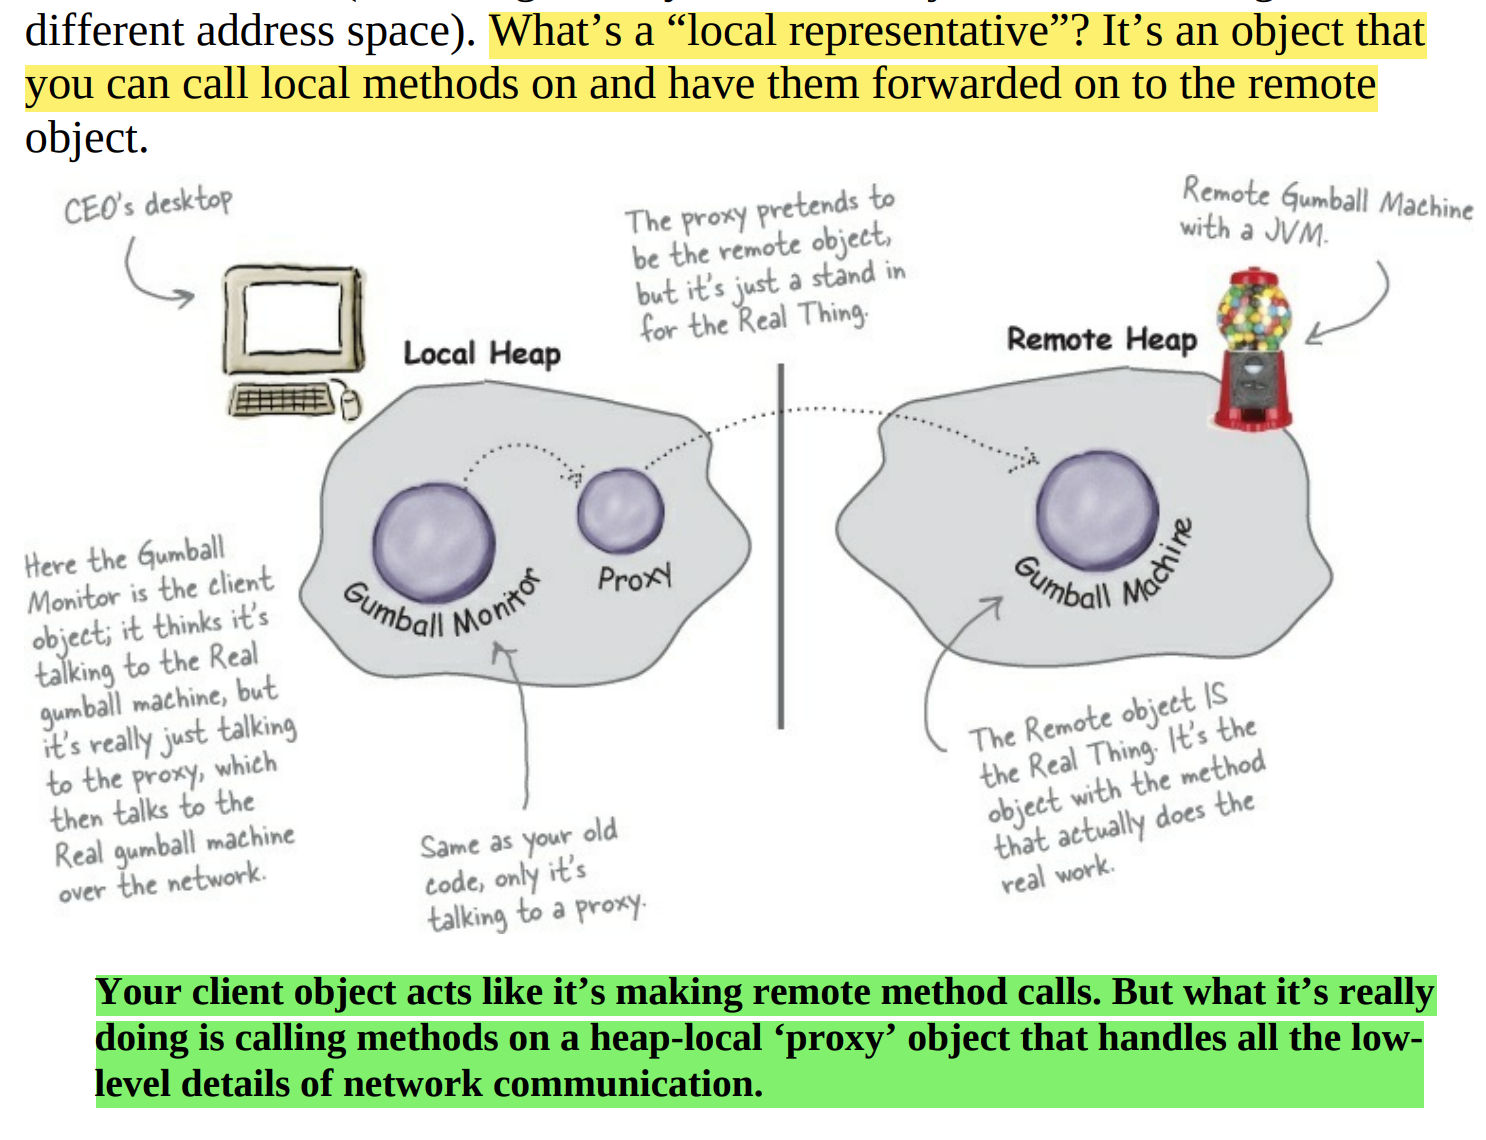 different address space). What’s a “local representative”? It’s an object that
you can call local methods on and have them forwarded on to the remote
object.
CEO's desktop
The proxy pretends to
be the remote object,
but it's just a stand in
for the Real Thing.
Remote Gumball Machine
with a JVM.
Local Heap
Remote Heap
Gumball Monitor
Proxy
Gumball Machine
Here the Gumball
Monitor is the client
object; it thinks it's
talking to the Real
gumball machine, but
it's really just talking
to the proxy, which
then talks to the
Real gumball machine
over the network.
Same as your old
code, only it's
talking to a proxy.
The Remote object IS
the Real Thing. It's the
object with the method
that actually does the
real work.
Your client object acts like it’s making remote method calls. But what it’s really
doing is calling methods on a heap-local ‘proxy’ object that handles all the low-
level details of network communication.